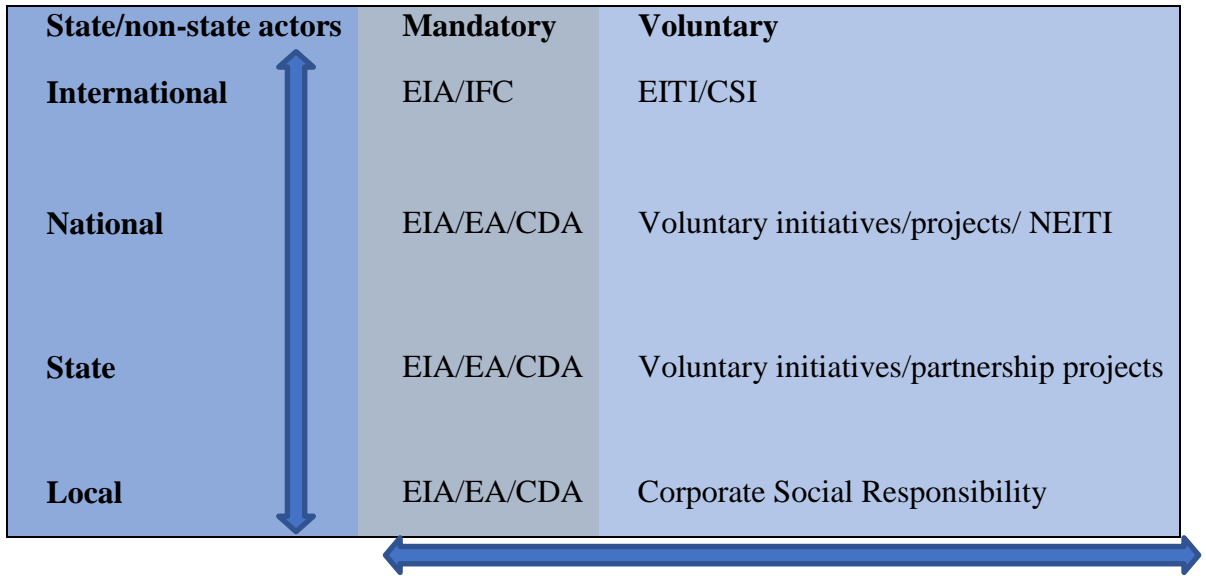 State/non-state actors Mandatory Voluntary
International EIA/IFC EITI/CSI
National EIA/EA/CDA Voluntary initiatives/projects/ NEITI
State EIA/EA/CDA Voluntary initiatives/partnership projects
Local EIA/EA/CDA Corporate Social Responsibility